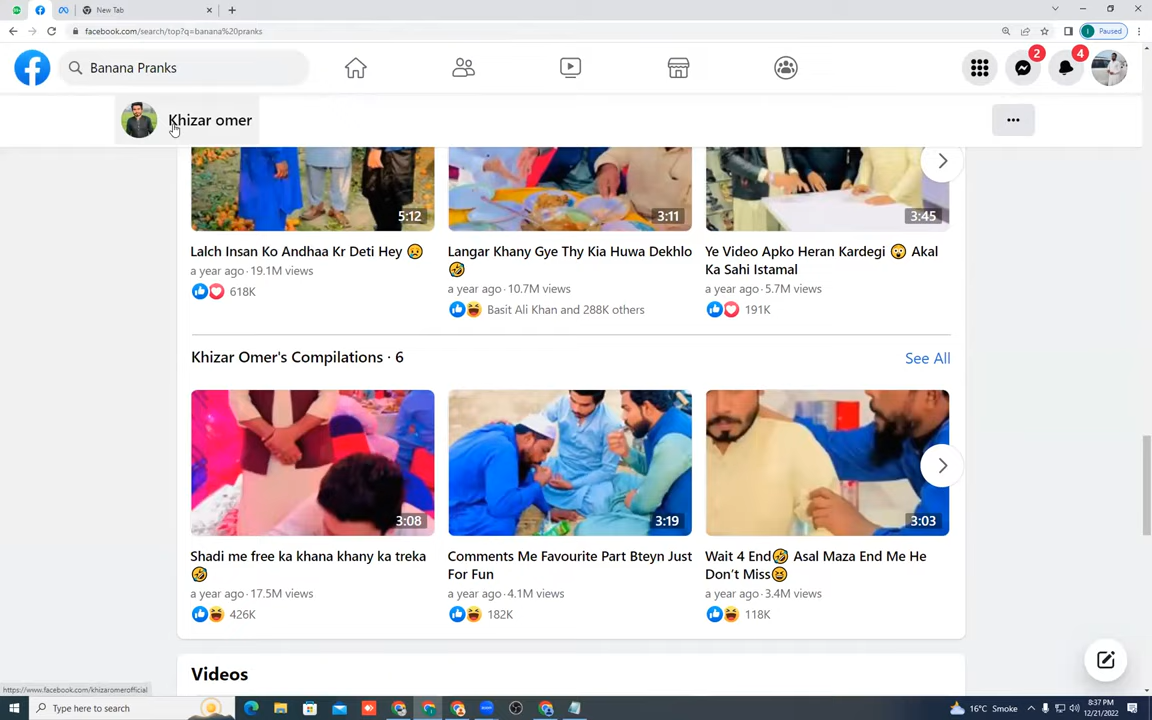 New Tab
facebook.com/search/top?q=banana%20pranks
Paused
Banana Pranks
2
4
Khizar omer
5:12
3:11
3:45
Lalch Insan Ko Andhaa Kr Deti Hey 😥
a year ago · 19.1M views
618K
Langar Khany Gye Thy Kia Huwa Dekhlo 🤣
a year ago · 10.7M views
Basit Ali Khan and 288K others
Ye Video Apko Heran Kardegi 😲 Akal
Ka Sahi Istamal
a year ago · 5.7M views
191K
Khizar Omer's Compilations · 6
See All
3:08
3:19
3:03
Shadi me free ka khana khany ka treka
🤣
a year ago · 17.5M views
426K
Comments Me Favourite Part Bteyn Just
For Fun
a year ago · 4.1M views
182K
Wait 4 End🤣 Asal Maza End Me He
Don't Miss😆
a year ago · 3.4M views
118K
Videos
https://www.facebook.com/khizaromerofficial
Type here to search
16°C Smoke
8:37 PM
12/21/2022